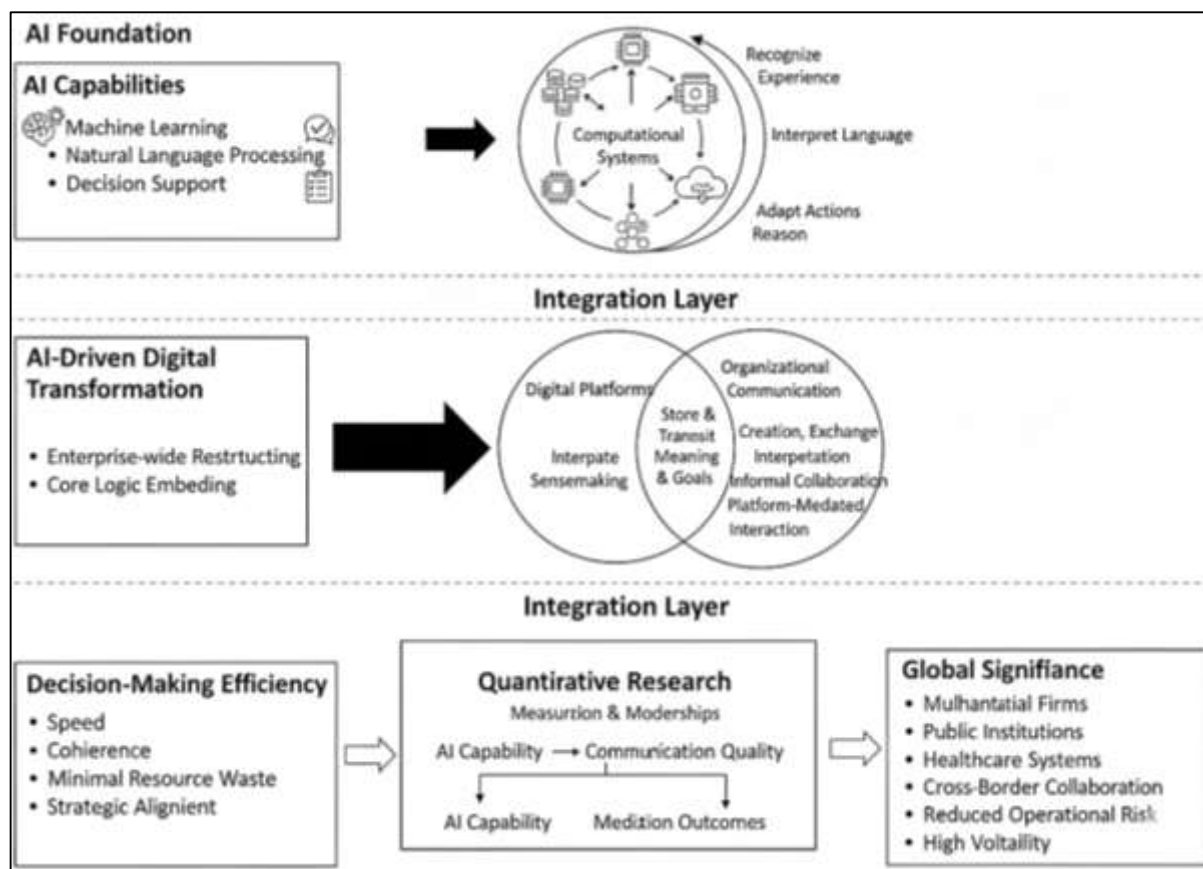 AI Foundation
AI Capabilities
Machine Learning
• Natural Language Processing
• Decision Support
Computational
Systems
Recognize
Experience
Interpret Language
Adapt Actions
Reason
Integration Layer
AI-Driven Digital
Transformation
• Enterprise-wide Restrtucting
• Core Logic Embeding
Digital Platforms
Interpate
Sensemaking
Store &
Transit
Meaning
& Goals
Organizational
Communication
Creation, Exchange
Interpetation
Informal Collaboration
Platform-Medated
Interaction
Integration Layer
Decision-Making Efficiency
• Speed
• Cohierence
• Minimal Resource Waste
• Strategic Alignient
Quantirative Research
Measurtion & Moderships
AI Capability
Communication Quality
AI Capability
Medution Outcomes
Global Signifiance
• Mulhantatial Firms
• Public Institutions
• Healthcare Systems
• Cross-Border Collaboration
• Reduced Operational Risk
• High Voltaility